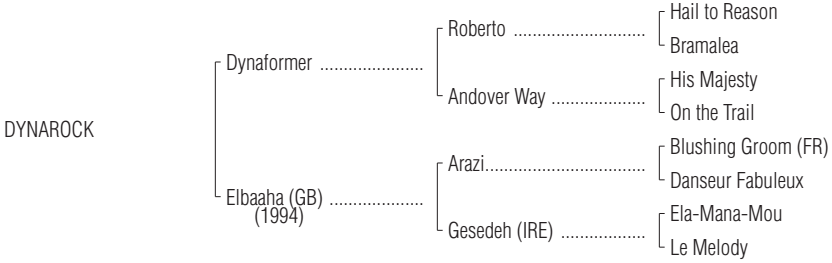 Hail to Reason
Roberto ............................
Bramalea
Dynaformer ......................
His Majesty
Andover Way ....................
On the Trail
DYNAROCK
Blushing Groom (FR)
Arazi..................................
Danseur Fabuleux
Elbaaha (GB) ....................
(1994)
Ela-Mana-Mou
Gesedeh (IRE) ..................
Le Melody